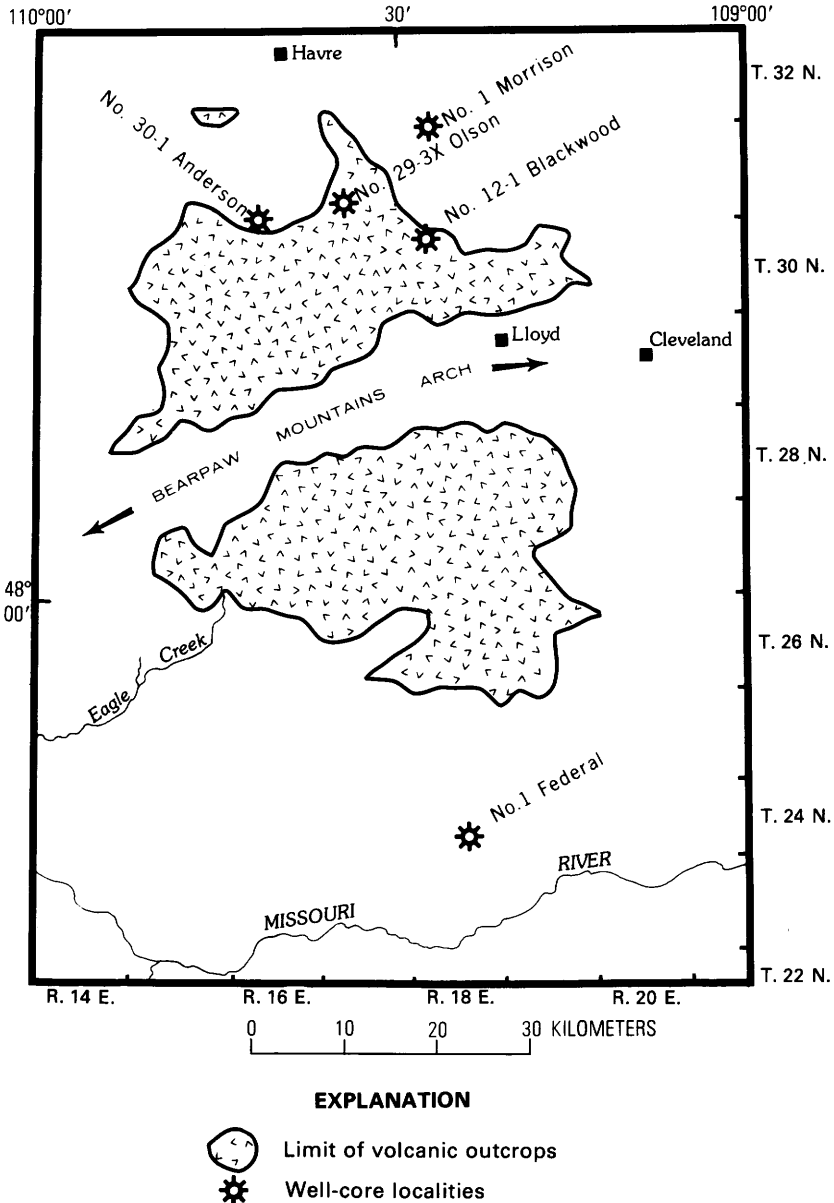 110°00'
30'
109°00'
Havre
T. 32 N.
No. 1 Morrison
No. 30-1 Anderson
No. 29-3X Olson
No. 12-1 Blackwood
T. 30 N.
Lloyd
Cleveland
BEARPAW MOUNTAINS ARCH
T. 28 N.
48°
00'
T. 26 N.
Eagle Creek
No.1 Federal
T. 24 N.
MISSOURI RIVER
T. 22 N.
R. 14 E. R. 16 E. R. 18 E. R. 20 E.
0 10 20 30 KILOMETERS
EXPLANATION
Limit of volcanic outcrops
Well-core localities